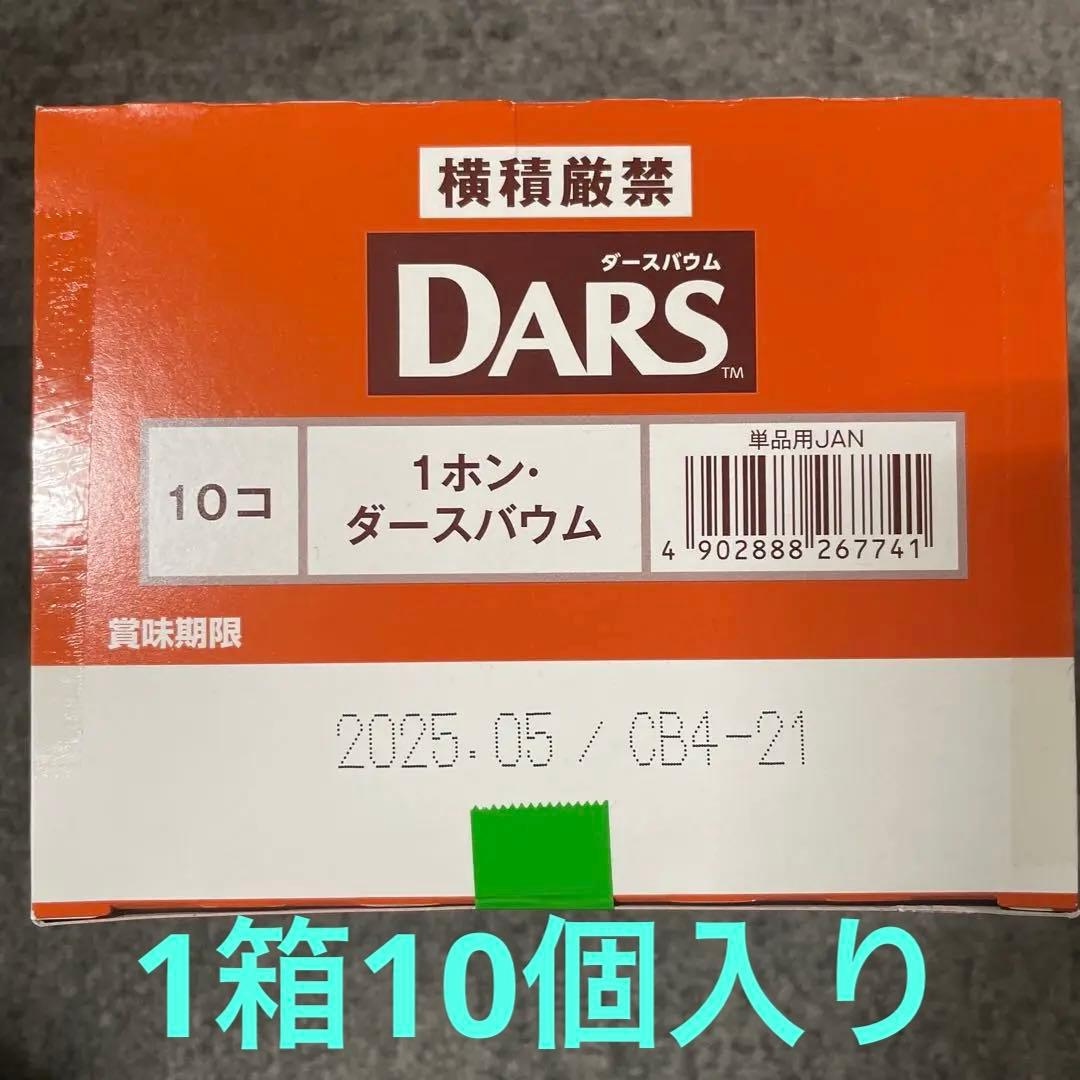 横積厳禁
ダースバウム
DARS
TM
10コ
1ホン・
ダースバウム
単品用JAN
4 902888 267741
賞味期限
2025.05 / CB4-21
1箱10個入り